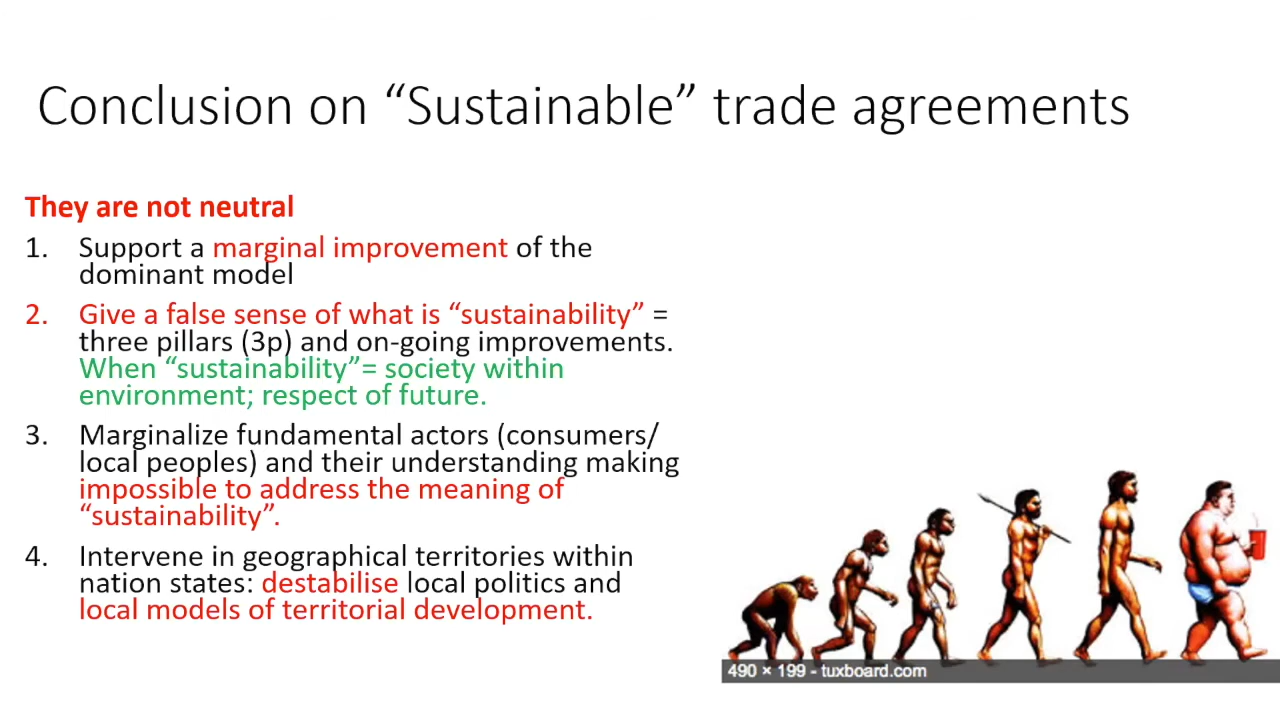 Conclusion on “Sustainable” trade agreements
They are not neutral
1. Support a marginal improvement of the
dominant model
2. Give a false sense of what is “sustainability” =
three pillars (3p) and on-going improvements.
When “sustainability”= society within
environment; respect of future.
3. Marginalize fundamental actors (consumers/
local peoples) and their understanding making
impossible to address the meaning of
“sustainability”.
4. Intervene in geographical territories within
nation states: destabilise local politics and
local models of territorial development.
490 × 199 - tuxboard.com